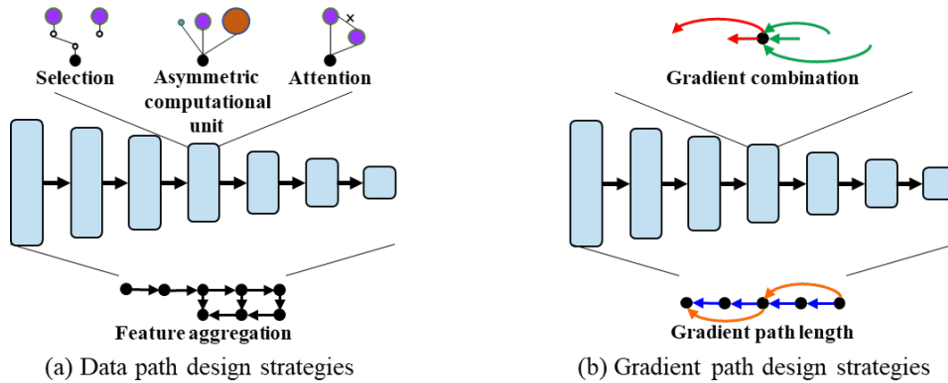 Selection
Asymmetric
computational
unit
Attention
×
Feature aggregation
(a) Data path design strategies
Gradient combination
Gradient path length
(b) Gradient path design strategies